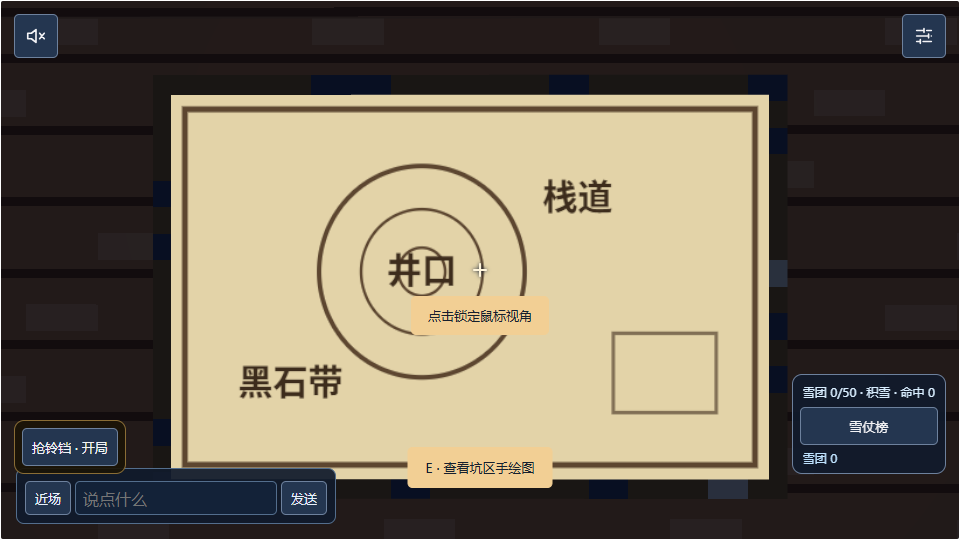 栈道
井口
点击锁定鼠标视角
黑石带
雪团 0/50 · 积雪 · 命中 0
雪仗榜
雪团 0
抢铃铛 · 开局
E · 查看坑区手绘图
近场
说点什么
发送